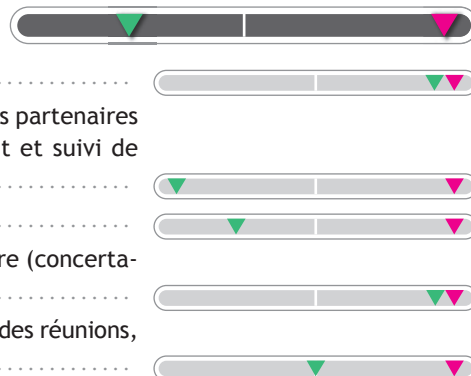 s partenaires
t et suivi de
re (concerta-
des réunions,